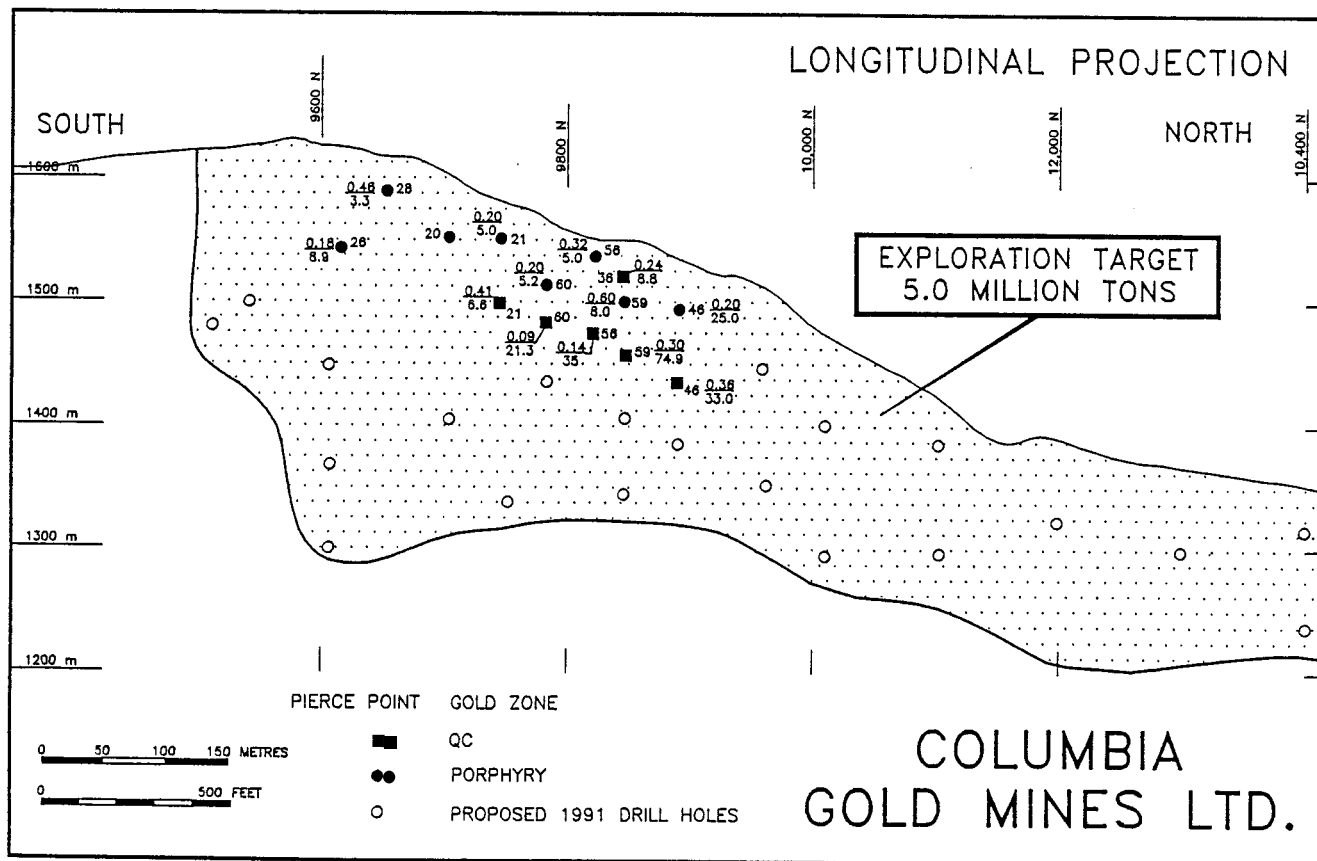 LONGITUDINAL PROJECTION
SOUTH
NORTH
9600 N
9800 N
10,000 N
12,000 N
10,400 N
1600 m
1500 m
1400 m
1300 m
1200 m
0.46
3.3
28
0.18
8.9
26
20
0.20
5.0
21
0.32
5.0
56
36
0.24
8.8
0.20
5.2
60
0.41
6.6
21
0.60
8.0
59
46
0.20
25.0
0.09
21.3
60
0.14
35
56
59
0.30
74.9
46
0.36
33.0
EXPLORATION TARGET
5.0 MILLION TONS
PIERCE POINT GOLD ZONE
QC
PORPHYRY
PROPOSED 1991 DRILL HOLES
0 50 100 150 METRES
0 500 FEET
COLUMBIA
GOLD MINES LTD.